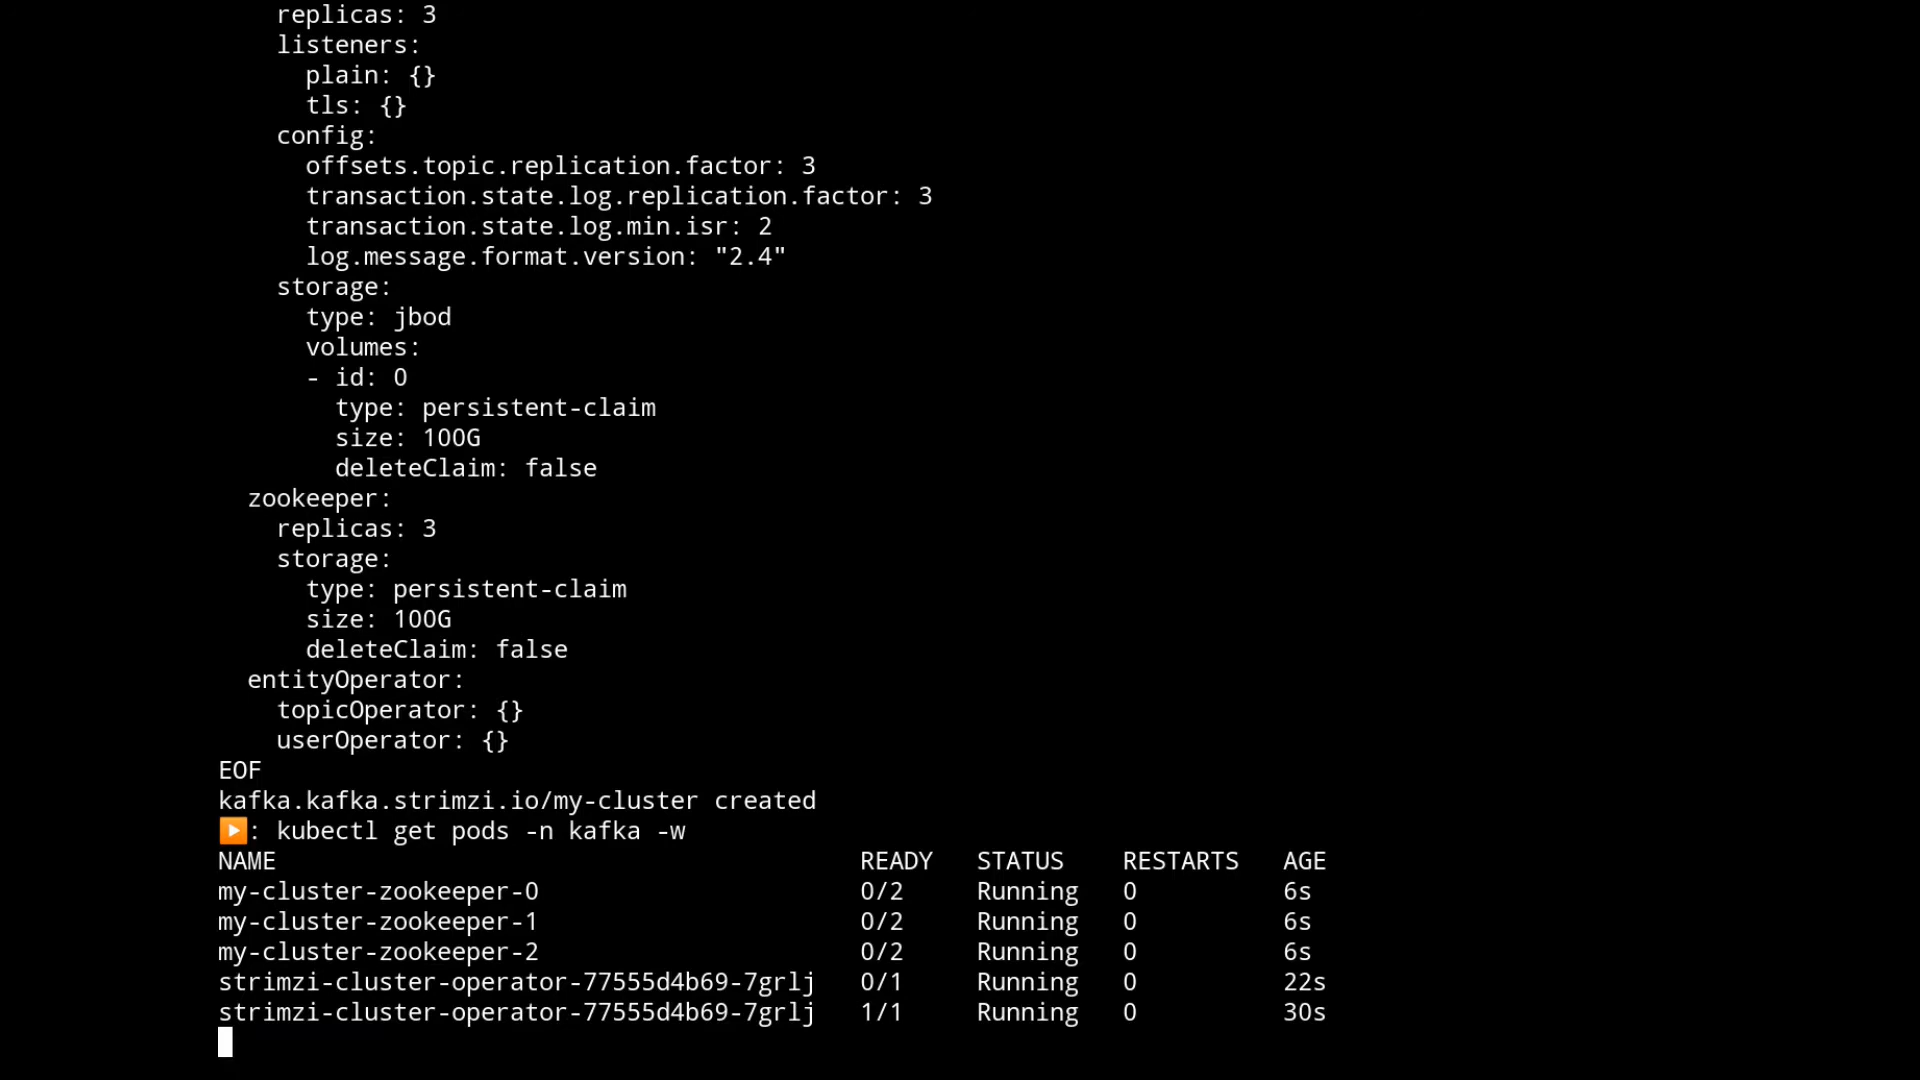 replicas: 3
    listeners:
      plain: {}
      tls: {}
    config:
      offsets.topic.replication.factor: 3
      transaction.state.log.replication.factor: 3
      transaction.state.log.min.isr: 2
      log.message.format.version: "2.4"
    storage:
      type: jbod
      volumes:
      - id: 0
        type: persistent-claim
        size: 100G
        deleteClaim: false
  zookeeper:
    replicas: 3
    storage:
      type: persistent-claim
      size: 100G
      deleteClaim: false
  entityOperator:
    topicOperator: {}
    userOperator: {}
EOF
kafka.kafka.strimzi.io/my-cluster created
▶️: kubectl get pods -n kafka -w
NAME                                        READY   STATUS    RESTARTS   AGE
my-cluster-zookeeper-0                      0/2     Running   0          6s
my-cluster-zookeeper-1                      0/2     Running   0          6s
my-cluster-zookeeper-2                      0/2     Running   0          6s
strimzi-cluster-operator-77555d4b69-7grlj   0/1     Running   0          22s
strimzi-cluster-operator-77555d4b69-7grlj   1/1     Running   0          30s